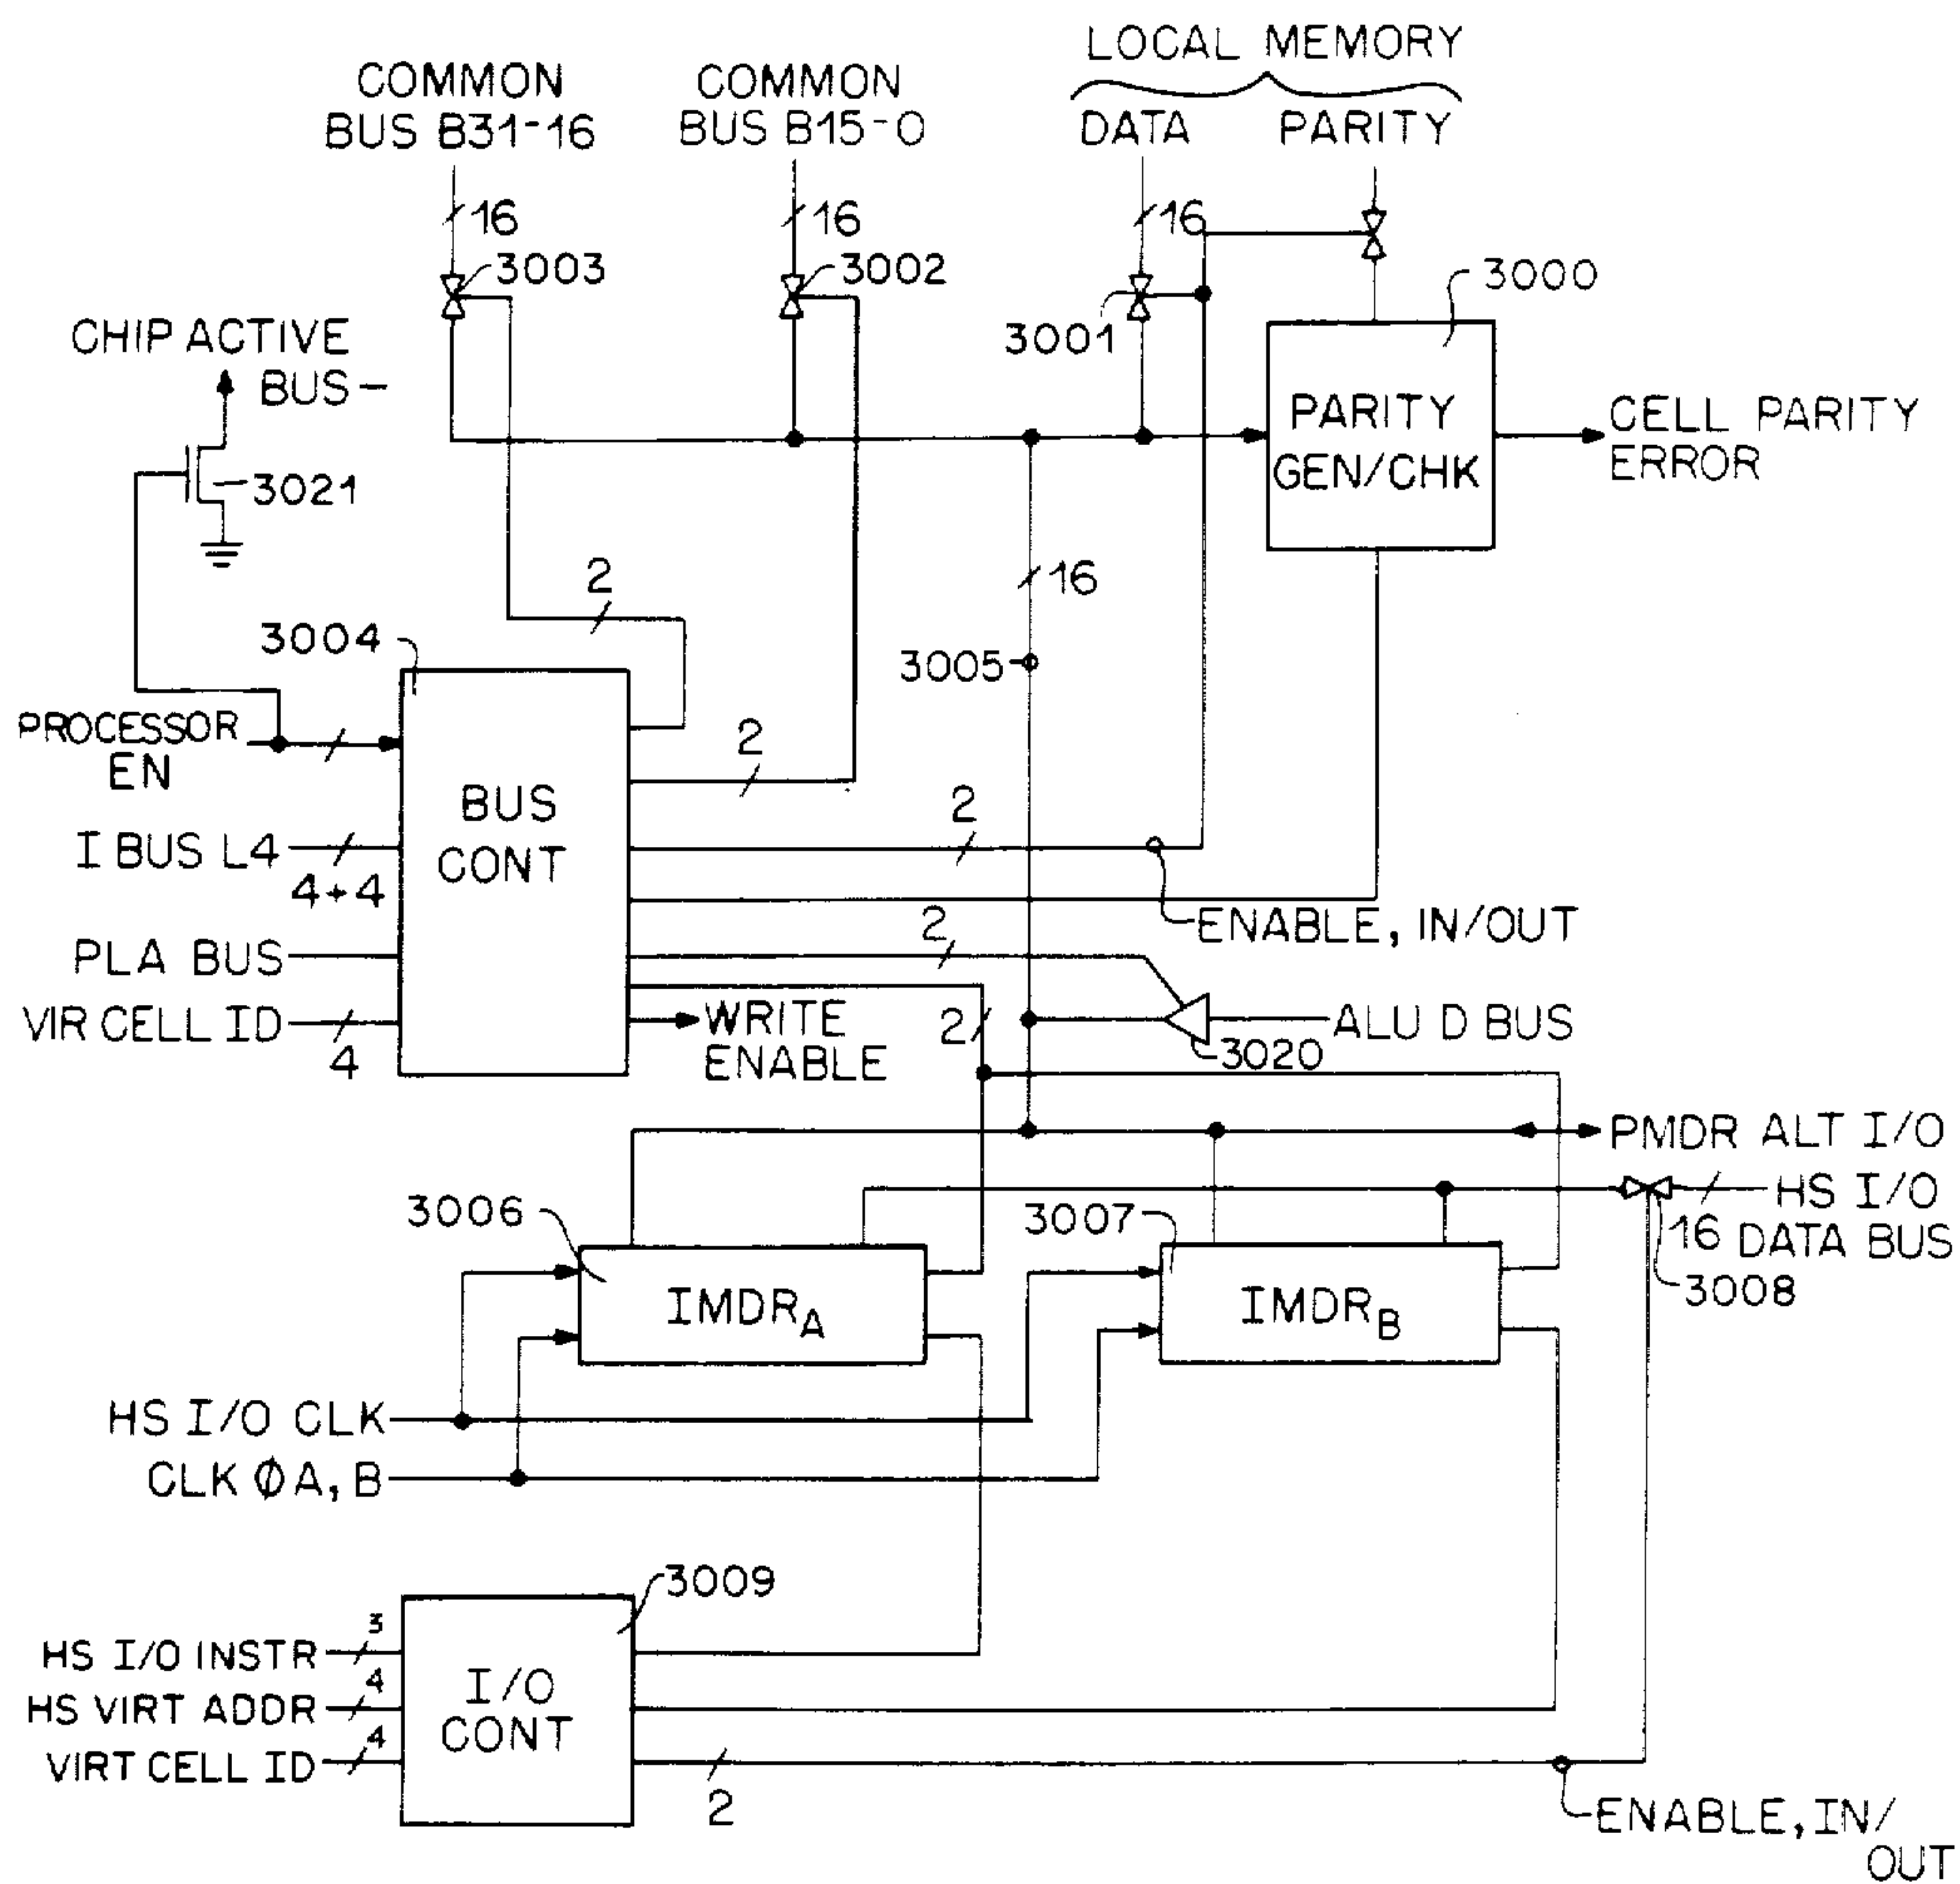 LOCAL MEMORY
COMMON
BUS B31-16
COMMON
BUS B15-0
DATA
PARITY
16
16
16
3003
3002
3001
3000
CHIP ACTIVE
BUS-
3021
PARITY
GEN/CHK
CELL PARITY
ERROR
16
2
3004
3005
PROCESSOR
EN
2
BUS
CONT
2
I BUS L4
4+4
ENABLE, IN/OUT
2
PLA BUS
VIR CELL ID
4
WRITE
ENABLE
2
ALU D BUS
3020
PMDR ALT I/O
HS I/O
16 DATA BUS
3008
3006
3007
IMDRA
IMDRB
HS I/O CLK
CLK ØA, B
3009
HS I/O INSTR
3
HS VIRT ADDR
4
VIRT CELL ID
4
I/O
CONT
2
ENABLE, IN/
OUT